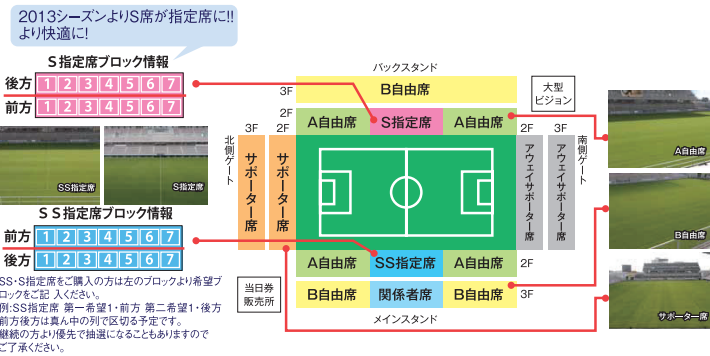 2013シーズンよりS席が指定席に!!
より快適に!
S指定席ブロック情報
後方 1 2 3 4 5 6 7
前方 1 2 3 4 5 6 7
SS指定席
S指定席
SS指定席ブロック情報
前方 1 2 3 4 5 6 7
後方 1 2 3 4 5 6 7
SS・S指定席をご購入の方は左のブロックより希望ブ
ロックをご記 入ください。
例:SS指定席 第一希望1・前方 第二希望1・後方
前方後方は真ん中の列で区切る予定です。
継続の方より優先で抽選になることもありますので
ご了承ください。
バックスタンド
3F
B自由席
大型
ビジョン
2F
A自由席
S指定席
A自由席
北側ゲート
3F
サポーター席
2F
サポーター席
2F
アウェイサポーター席
3F
アウェイサポーター席
南側ゲート
A自由席
SS指定席
A自由席
2F
当日券
販売所
B自由席
関係者席
B自由席
3F
メインスタンド
A自由席
B自由席
サポーター席